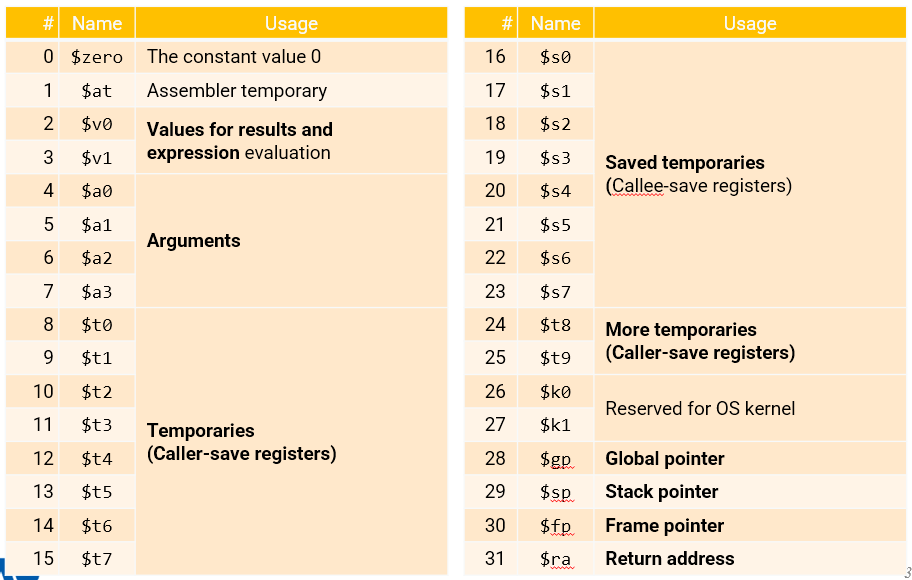 # Name Usage
0 $zero The constant value 0
1 $at Assembler temporary
2 $v0 Values for results and
3 $v1 expression evaluation
4 $a0
5 $a1 Arguments
6 $a2
7 $a3
8 $t0
9 $t1
10 $t2
11 $t3 Temporaries
12 $t4 (Caller-save registers)
13 $t5
14 $t6
15 $t7
# Name Usage
16 $s0
17 $s1
18 $s2
19 $s3 Saved temporaries
20 $s4 (Callee-save registers)
21 $s5
22 $s6
23 $s7
24 $t8 More temporaries
25 $t9 (Caller-save registers)
26 $k0 Reserved for OS kernel
27 $k1
28 $gp Global pointer
29 $sp Stack pointer
30 $fp Frame pointer
31 $ra Return address
3